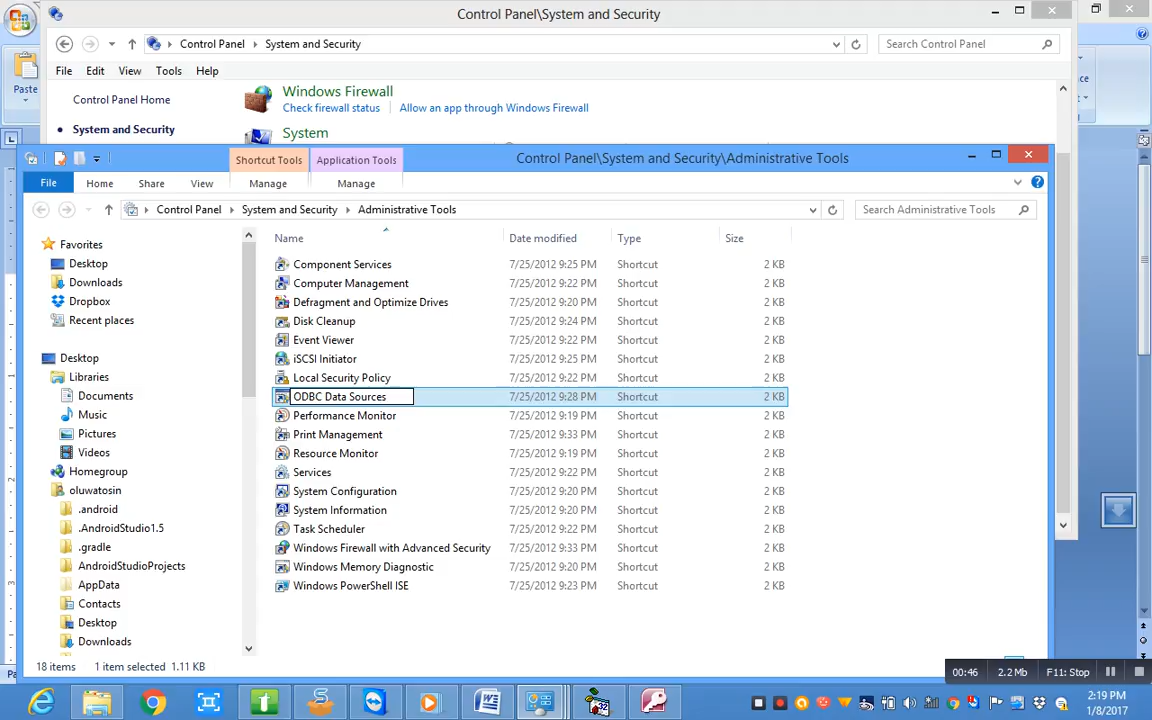 Control Panel\System and Security
Control Panel System and Security
Search Control Panel
File Edit View Tools Help
Paste
Control Panel Home
System and Security
Windows Firewall
Check firewall status Allow an app through Windows Firewall
System
Shortcut Tools Application Tools
Control Panel\System and Security\Administrative Tools
File Home Share View Manage Manage
Control Panel System and Security Administrative Tools
Search Administrative Tools
Favorites
Desktop
Downloads
Dropbox
Recent places
Desktop
Libraries
Documents
Music
Pictures
Videos
Homegroup
oluwatosin
.android
.AndroidStudio1.5
.gradle
AndroidStudioProjects
AppData
Contacts
Desktop
Downloads
Name Date modified Type Size
Component Services 7/25/2012 9:25 PM Shortcut 2 KB
Computer Management 7/25/2012 9:22 PM Shortcut 2 KB
Defragment and Optimize Drives 7/25/2012 9:20 PM Shortcut 2 KB
Disk Cleanup 7/25/2012 9:24 PM Shortcut 2 KB
Event Viewer 7/25/2012 9:22 PM Shortcut 2 KB
iSCSI Initiator 7/25/2012 9:25 PM Shortcut 2 KB
Local Security Policy 7/25/2012 9:22 PM Shortcut 2 KB
ODBC Data Sources 7/25/2012 9:28 PM Shortcut 2 KB
Performance Monitor 7/25/2012 9:19 PM Shortcut 2 KB
Print Management 7/25/2012 9:33 PM Shortcut 2 KB
Resource Monitor 7/25/2012 9:19 PM Shortcut 2 KB
Services 7/25/2012 9:22 PM Shortcut 2 KB
System Configuration 7/25/2012 9:20 PM Shortcut 2 KB
System Information 7/25/2012 9:20 PM Shortcut 2 KB
Task Scheduler 7/25/2012 9:22 PM Shortcut 2 KB
Windows Firewall with Advanced Security 7/25/2012 9:33 PM Shortcut 2 KB
Windows Memory Diagnostic 7/25/2012 9:20 PM Shortcut 2 KB
Windows PowerShell ISE 7/25/2012 9:23 PM Shortcut 2 KB
18 items 1 item selected 1.11 KB
00:46 2.2 Mb F11: Stop
2:19 PM
1/8/2017